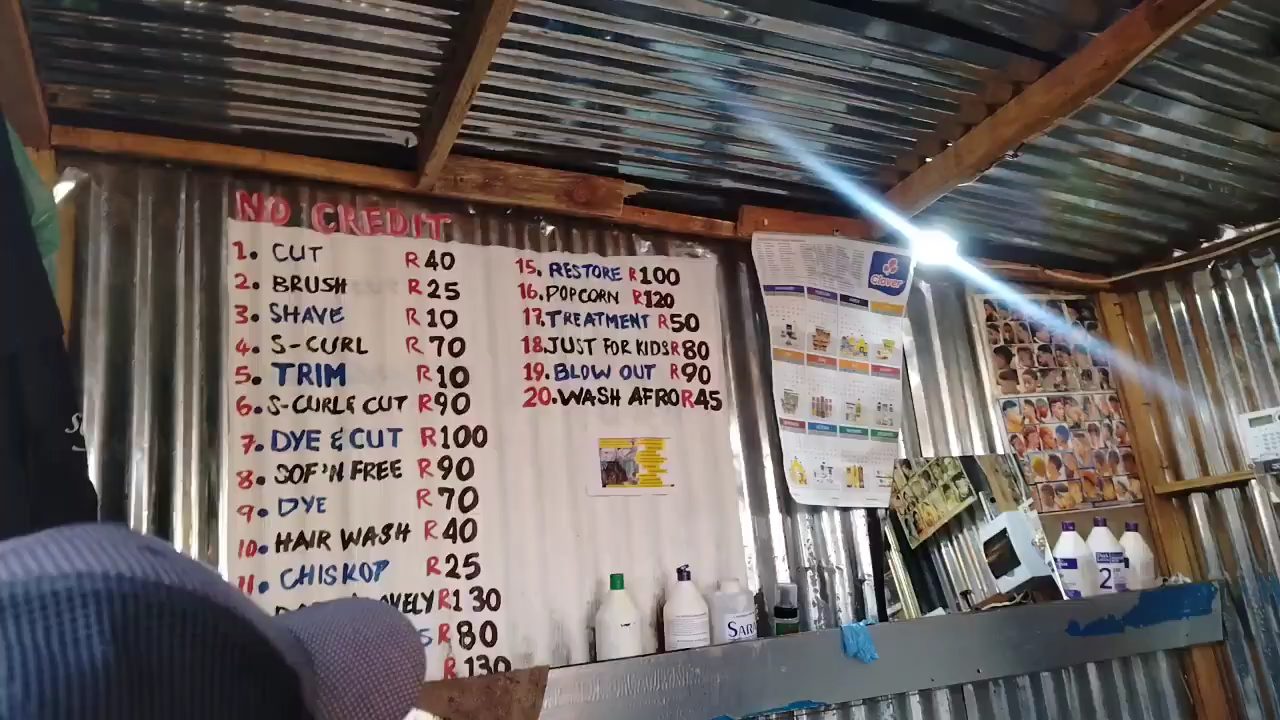 NO CREDIT
1. CUT R40
2. BRUSH R25
3. SHAVE R10
4. S-CURL R70
5. TRIM R10
6. S-CURL & CUT R90
7. DYE & CUT R100
8. SOF'N FREE R90
9. DYE R70
10. HAIR WASH R40
11. CHISKOP R25
R130
R80
R130
15. RESTORE R100
16. POPCORN R120
17. TREATMENT R50
18. JUST FOR KIDS R80
19. BLOW OUT R90
20. WASH AFRO R45
Clover
2